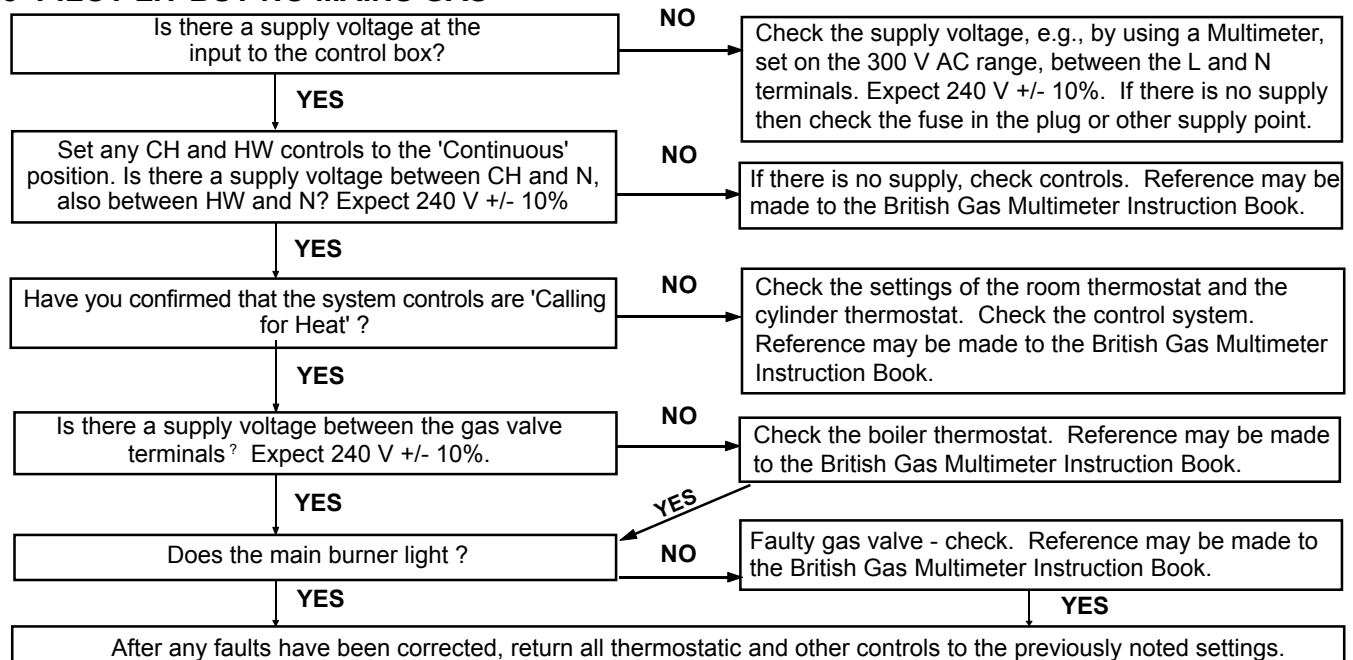 Is there a supply voltage at the
input to the control box?
NO
Check the supply voltage, e.g., by using a Multimeter,
set on the 300 V AC range, between the L and N
terminals. Expect 240 V +/- 10%. If there is no supply
then check the fuse in the plug or other supply point.
YES
Set any CH and HW controls to the 'Continuous'
position. Is there a supply voltage between CH and N,
also between HW and N? Expect 240 V +/- 10%
NO
If there is no supply, check controls. Reference may be
made to the British Gas Multimeter Instruction Book.
YES
Have you confirmed that the system controls are 'Calling
for Heat' ?
NO
Check the settings of the room thermostat and the
cylinder thermostat. Check the control system.
Reference may be made to the British Gas Multimeter
Instruction Book.
YES
Is there a supply voltage between the gas valve
terminals ? Expect 240 V +/- 10%.
NO
Check the boiler thermostat. Reference may be made
to the British Gas Multimeter Instruction Book.
YES
YES
Does the main burner light ?
NO
Faulty gas valve - check. Reference may be made to
the British Gas Multimeter Instruction Book.
YES
YES
After any faults have been corrected, return all thermostatic and other controls to the previously noted settings.